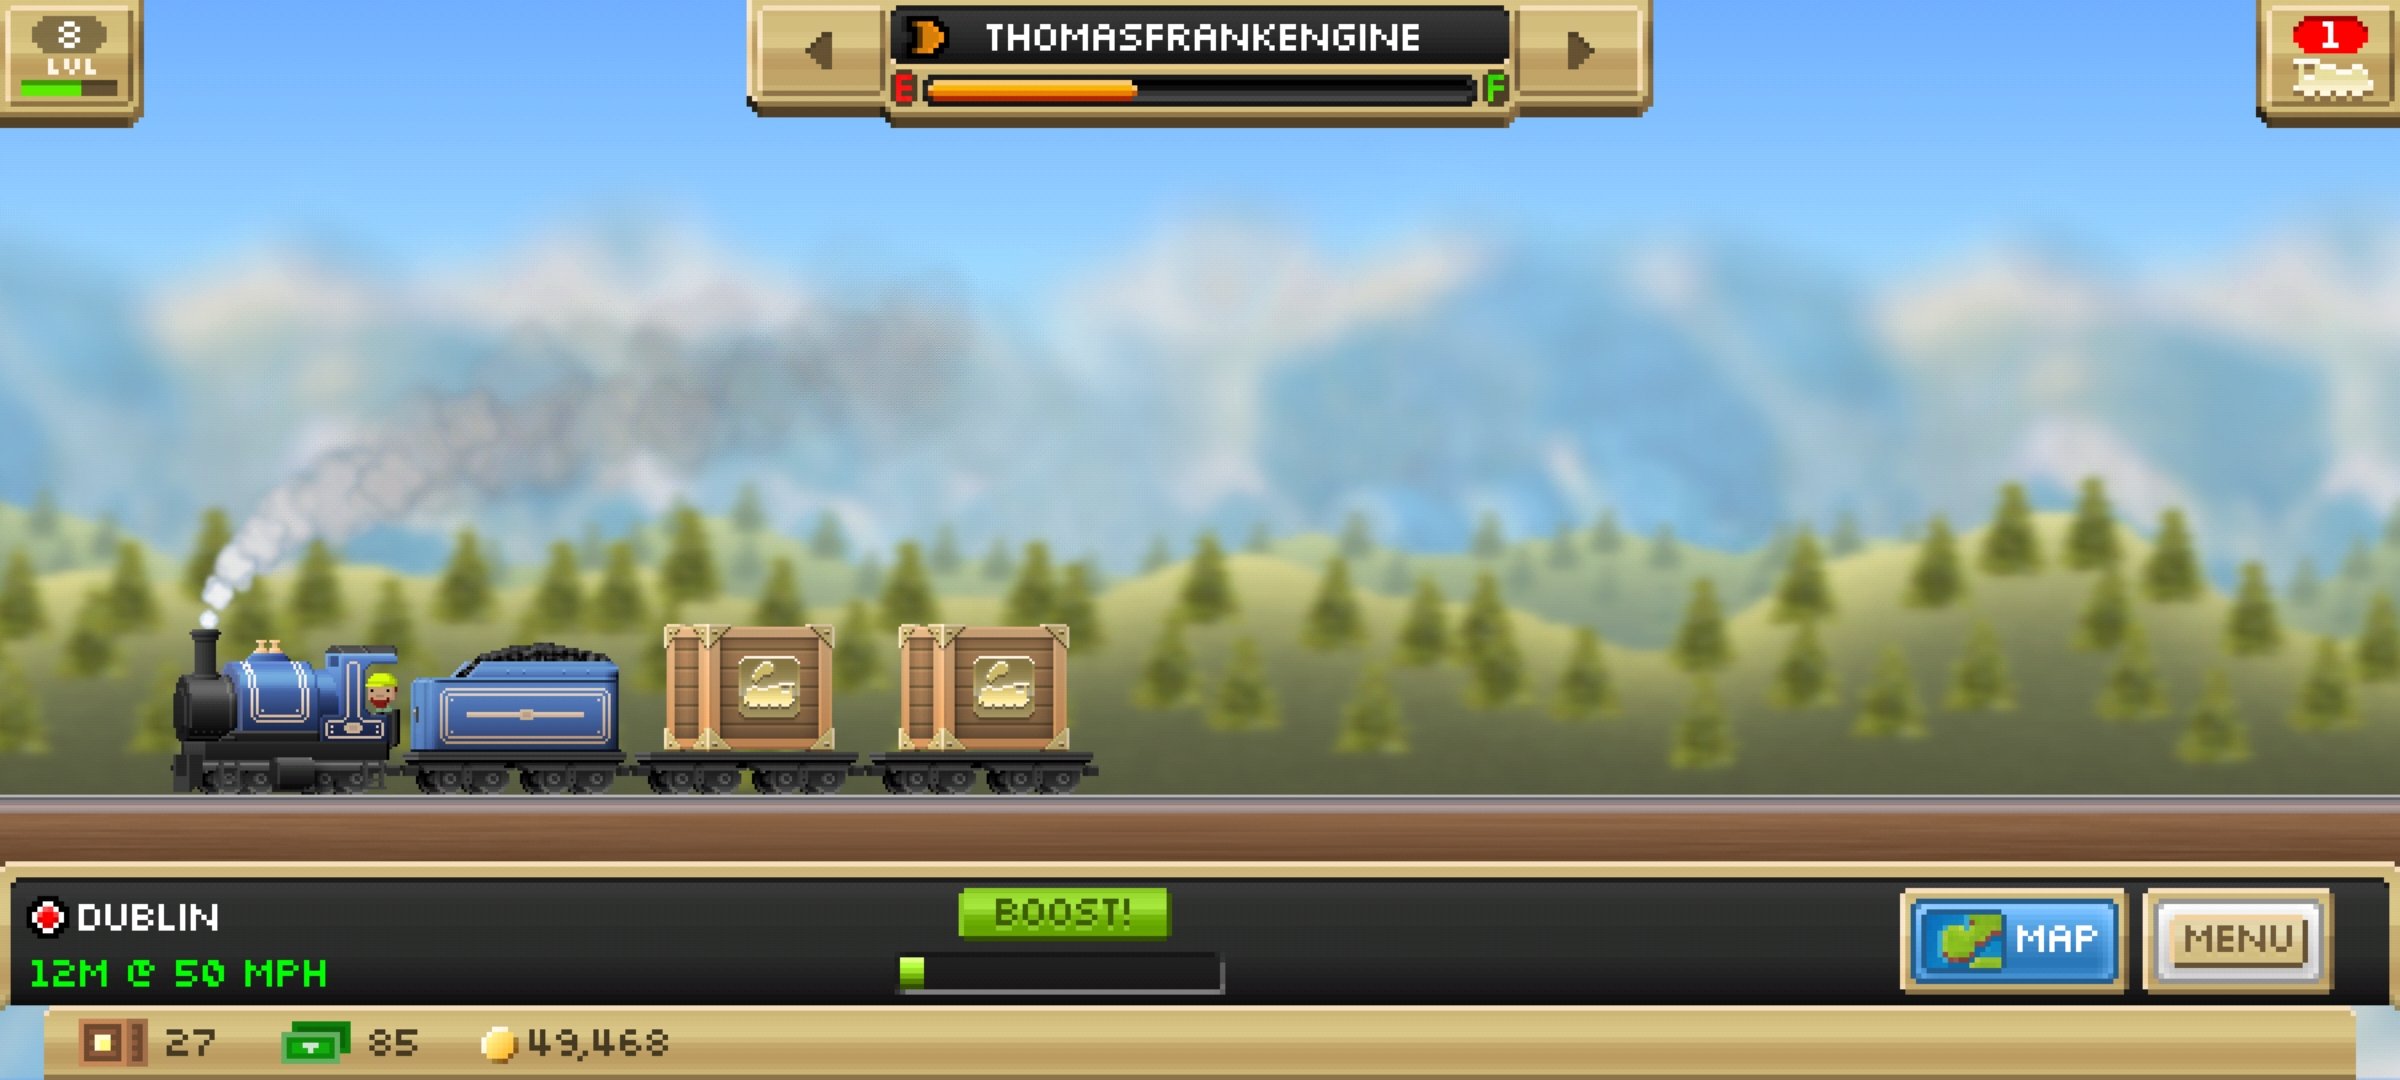 8
LVL
THOMASFRANKENGINE
E F
1
DUBLIN
12M @ 50 MPH
BOOST!
MAP
MENU
27 85 49,468